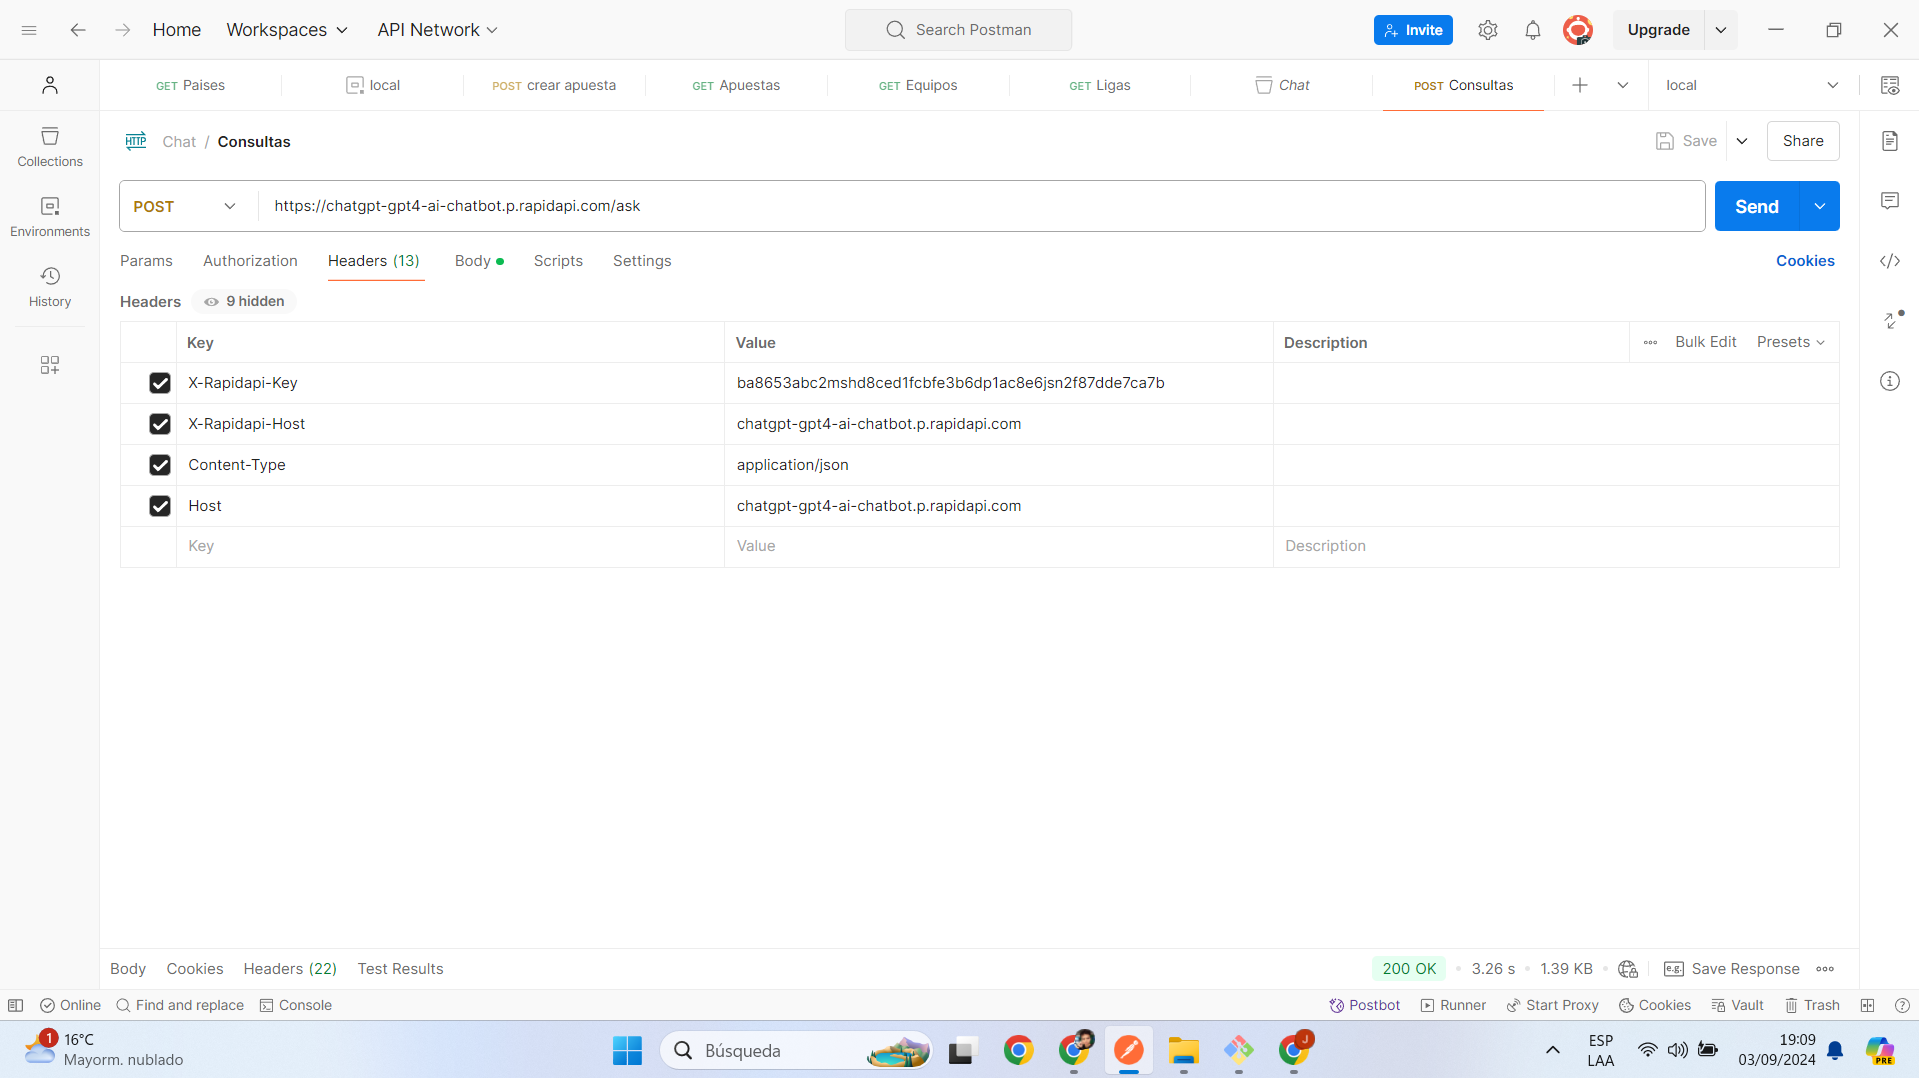 Home Workspaces API Network Search Postman Invite Upgrade
GET Paises local POST crear apuesta GET Apuestas GET Equipos GET Ligas Chat POST Consultas local
HTTP Chat / Consultas Save Share
Collections
Environments
History
POST https://chatgpt-gpt4-ai-chatbot.p.rapidapi.com/ask Send
Params Authorization Headers (13) Body Scripts Settings Cookies
Headers 9 hidden
Key Value Description Bulk Edit Presets
X-Rapidapi-Key ba8653abc2mshd8ced1fcbfe3b6dp1ac8e6jsn2f87dde7ca7b
X-Rapidapi-Host chatgpt-gpt4-ai-chatbot.p.rapidapi.com
Content-Type application/json
Host chatgpt-gpt4-ai-chatbot.p.rapidapi.com
Key Value Description
Body Cookies Headers (22) Test Results 200 OK 3.26 s 1.39 KB e.g. Save Response
Online Find and replace Console Postbot Runner Start Proxy Cookies Vault Trash
1 16°C
Mayorm. nublado
Búsqueda
J
ESP
LAA
19:09
03/09/2024
PRE